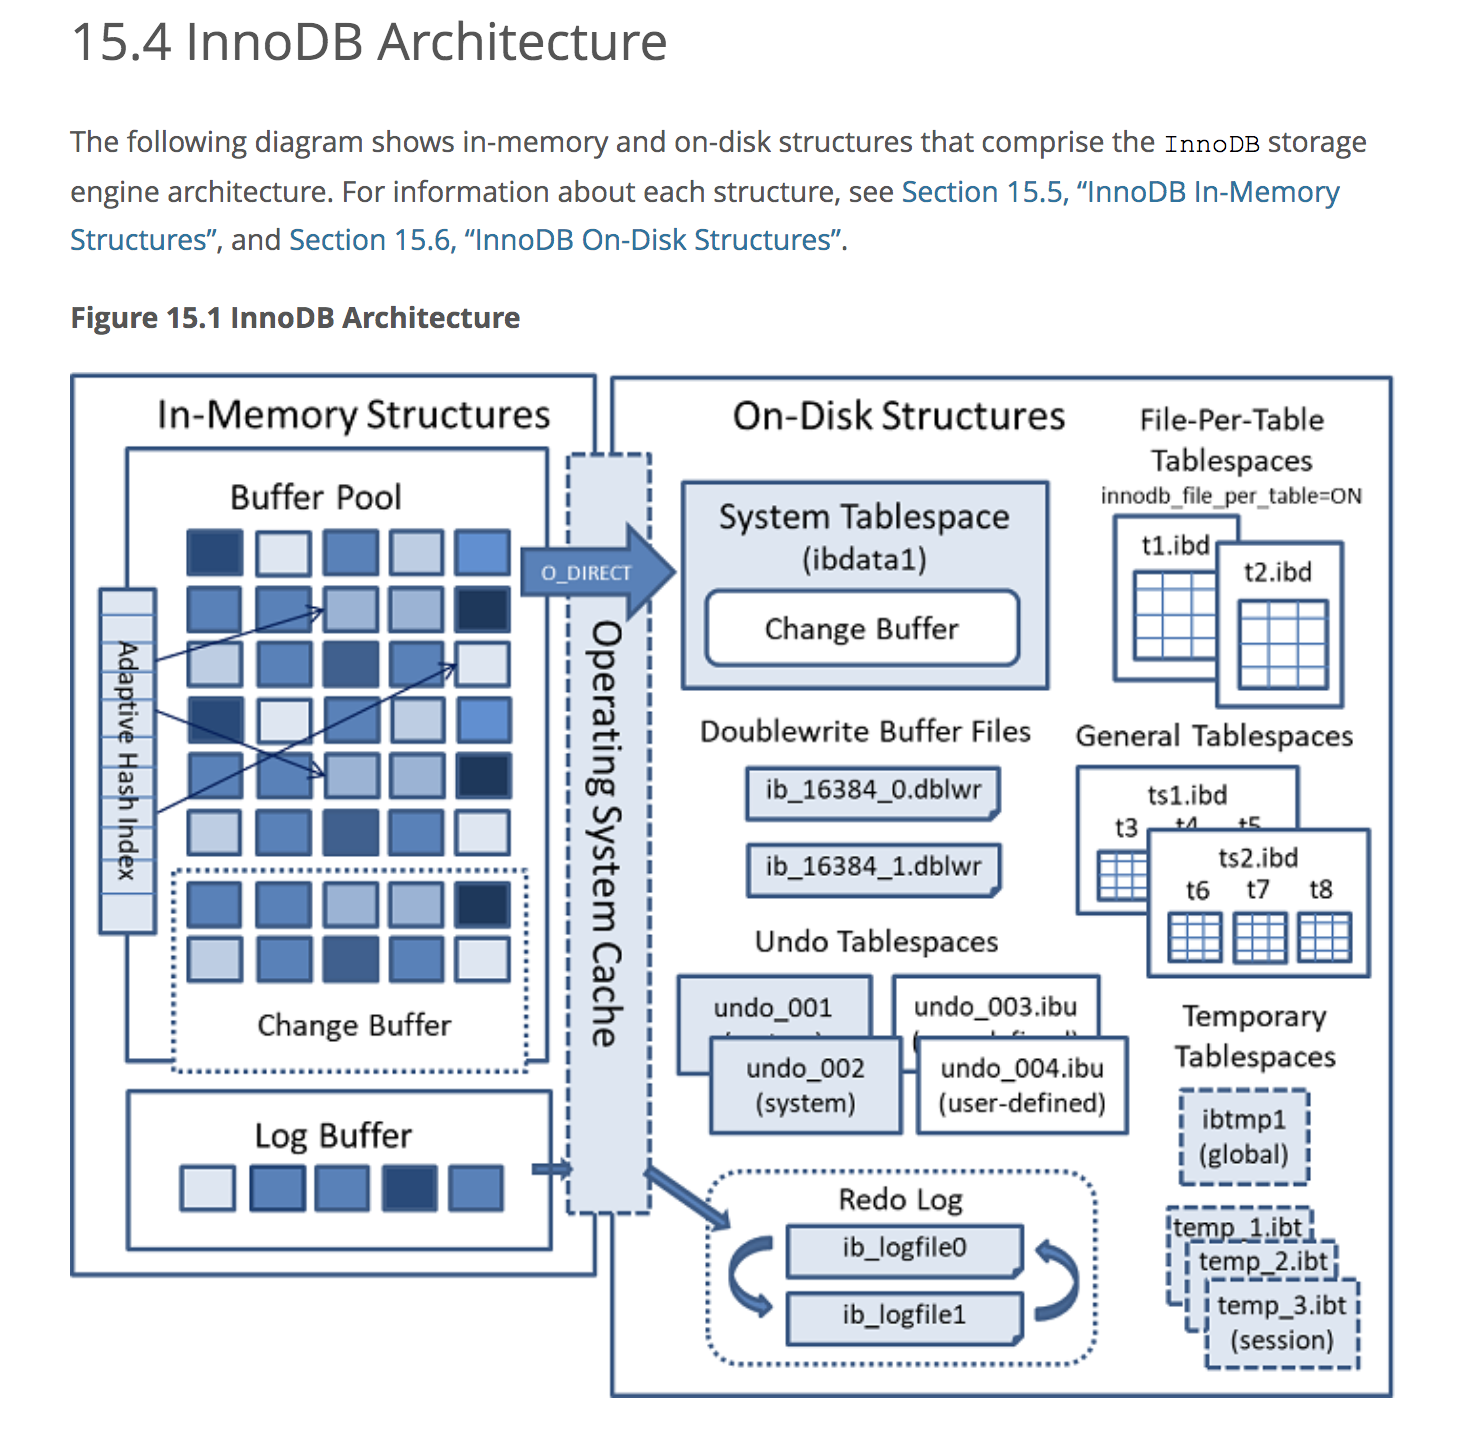 15.4 InnoDB Architecture
The following diagram shows in-memory and on-disk structures that comprise the InnoDB storage
engine architecture. For information about each structure, see Section 15.5, “InnoDB In-Memory
Structures”, and Section 15.6, “InnoDB On-Disk Structures”.
Figure 15.1 InnoDB Architecture
In-Memory Structures
Buffer Pool
Adaptive Hash Index
Change Buffer
Log Buffer
O_DIRECT
Operating System Cache
On-Disk Structures
System Tablespace
(ibdata1)
Change Buffer
Doublewrite Buffer Files
ib_16384_0.dblwr
ib_16384_1.dblwr
Undo Tablespaces
undo_001
undo_002
(system)
undo_003.ibu
undo_004.ibu
(user-defined)
Redo Log
ib_logfile0
ib_logfile1
File-Per-Table
Tablespaces
innodb_file_per_table=ON
t1.ibd
t2.ibd
General Tablespaces
ts1.ibd
t3 t4 t5
ts2.ibd
t6 t7 t8
Temporary
Tablespaces
ibtmp1
(global)
temp_1.ibt
temp_2.ibt
temp_3.ibt
(session)